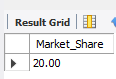 Result Grid
Market_Share
20.00